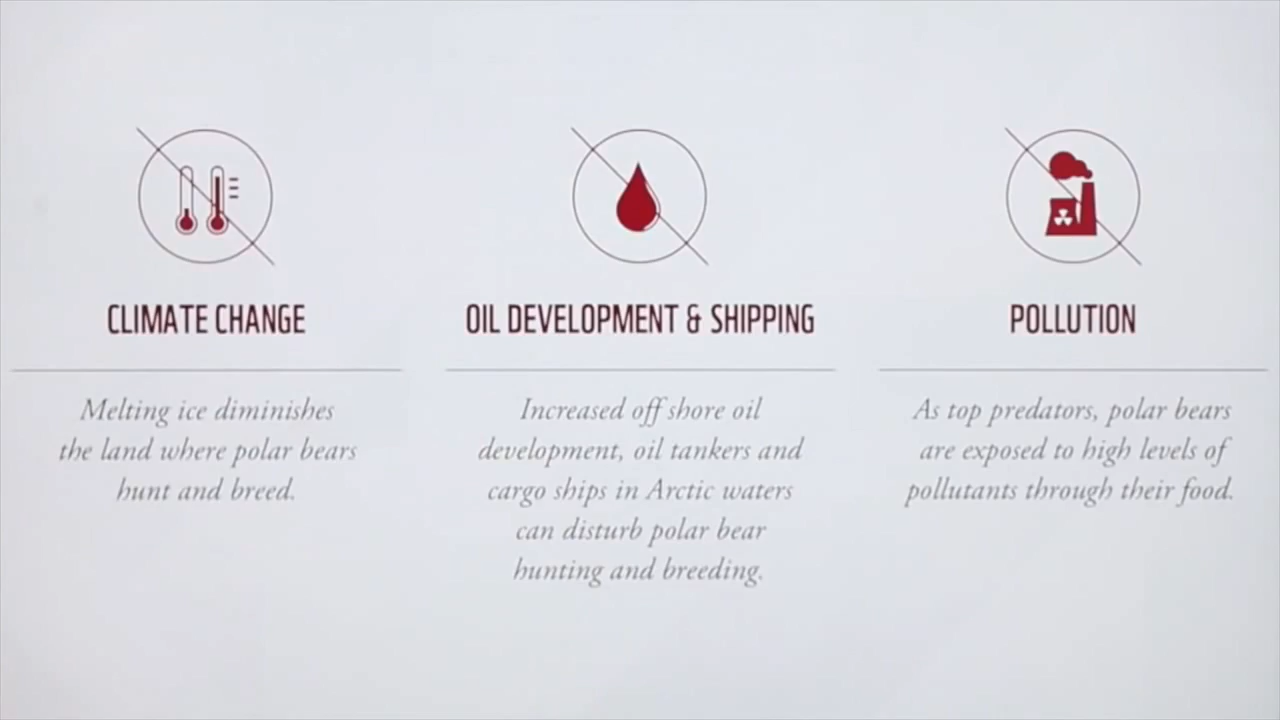 CLIMATE CHANGE
Melting ice diminishes
the land where polar bears
hunt and breed.
OIL DEVELOPMENT & SHIPPING
Increased off shore oil
development, oil tankers and
cargo ships in Arctic waters
can disturb polar bear
hunting and breeding.
POLLUTION
As top predators, polar bears
are exposed to high levels of
pollutants through their food.